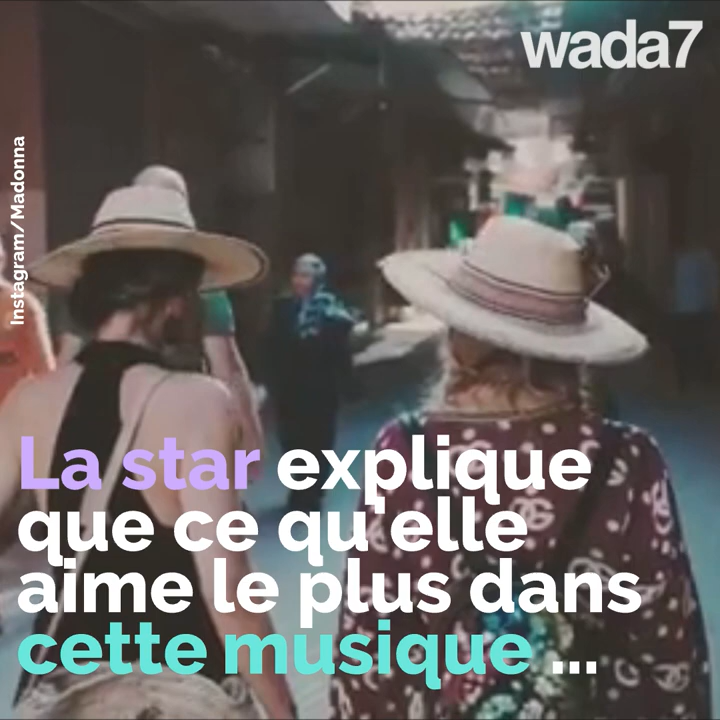 wada7
Instagram/Madonna
La star explique
que ce qu'elle
aime le plus dans
cette musique ...